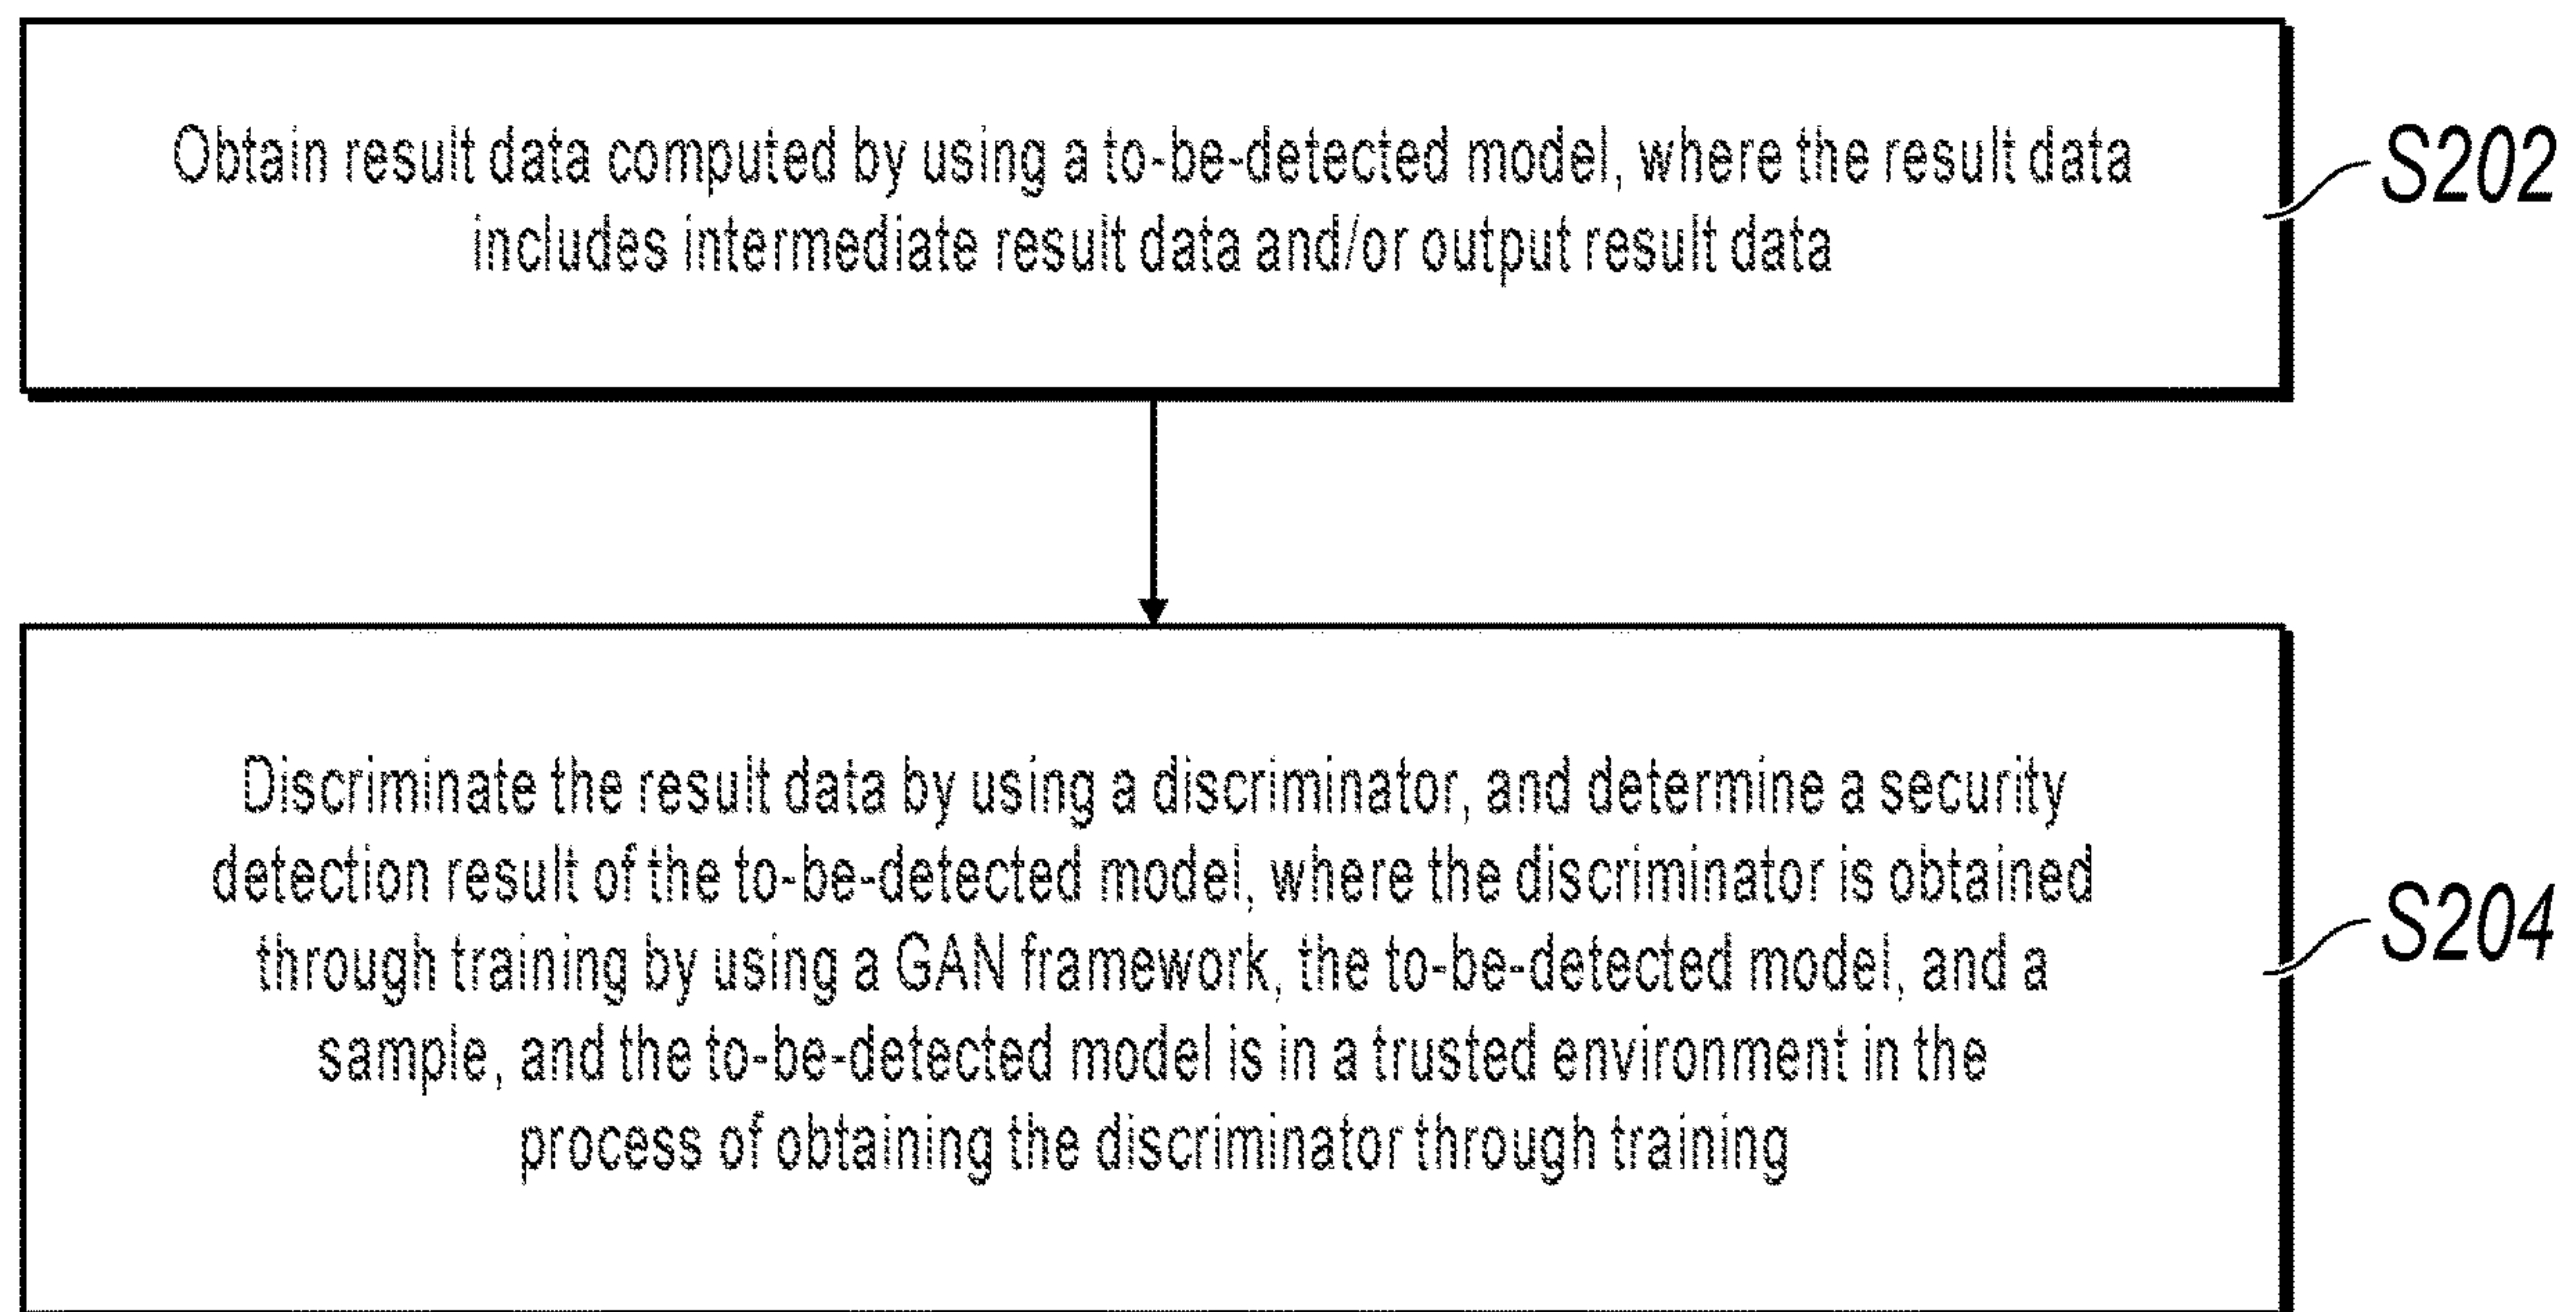 Obtain result data computed by using a to-be-detected model, where the result data
includes intermediate result data and/or output result data
S202
Discriminate the result data by using a discriminator, and determine a security
detection result of the to-be-detected model, where the discriminator is obtained
through training by using a GAN framework, the to-be-detected model, and a
sample, and the to-be-detected model is in a trusted environment in the
process of obtaining the discriminator through training
S204